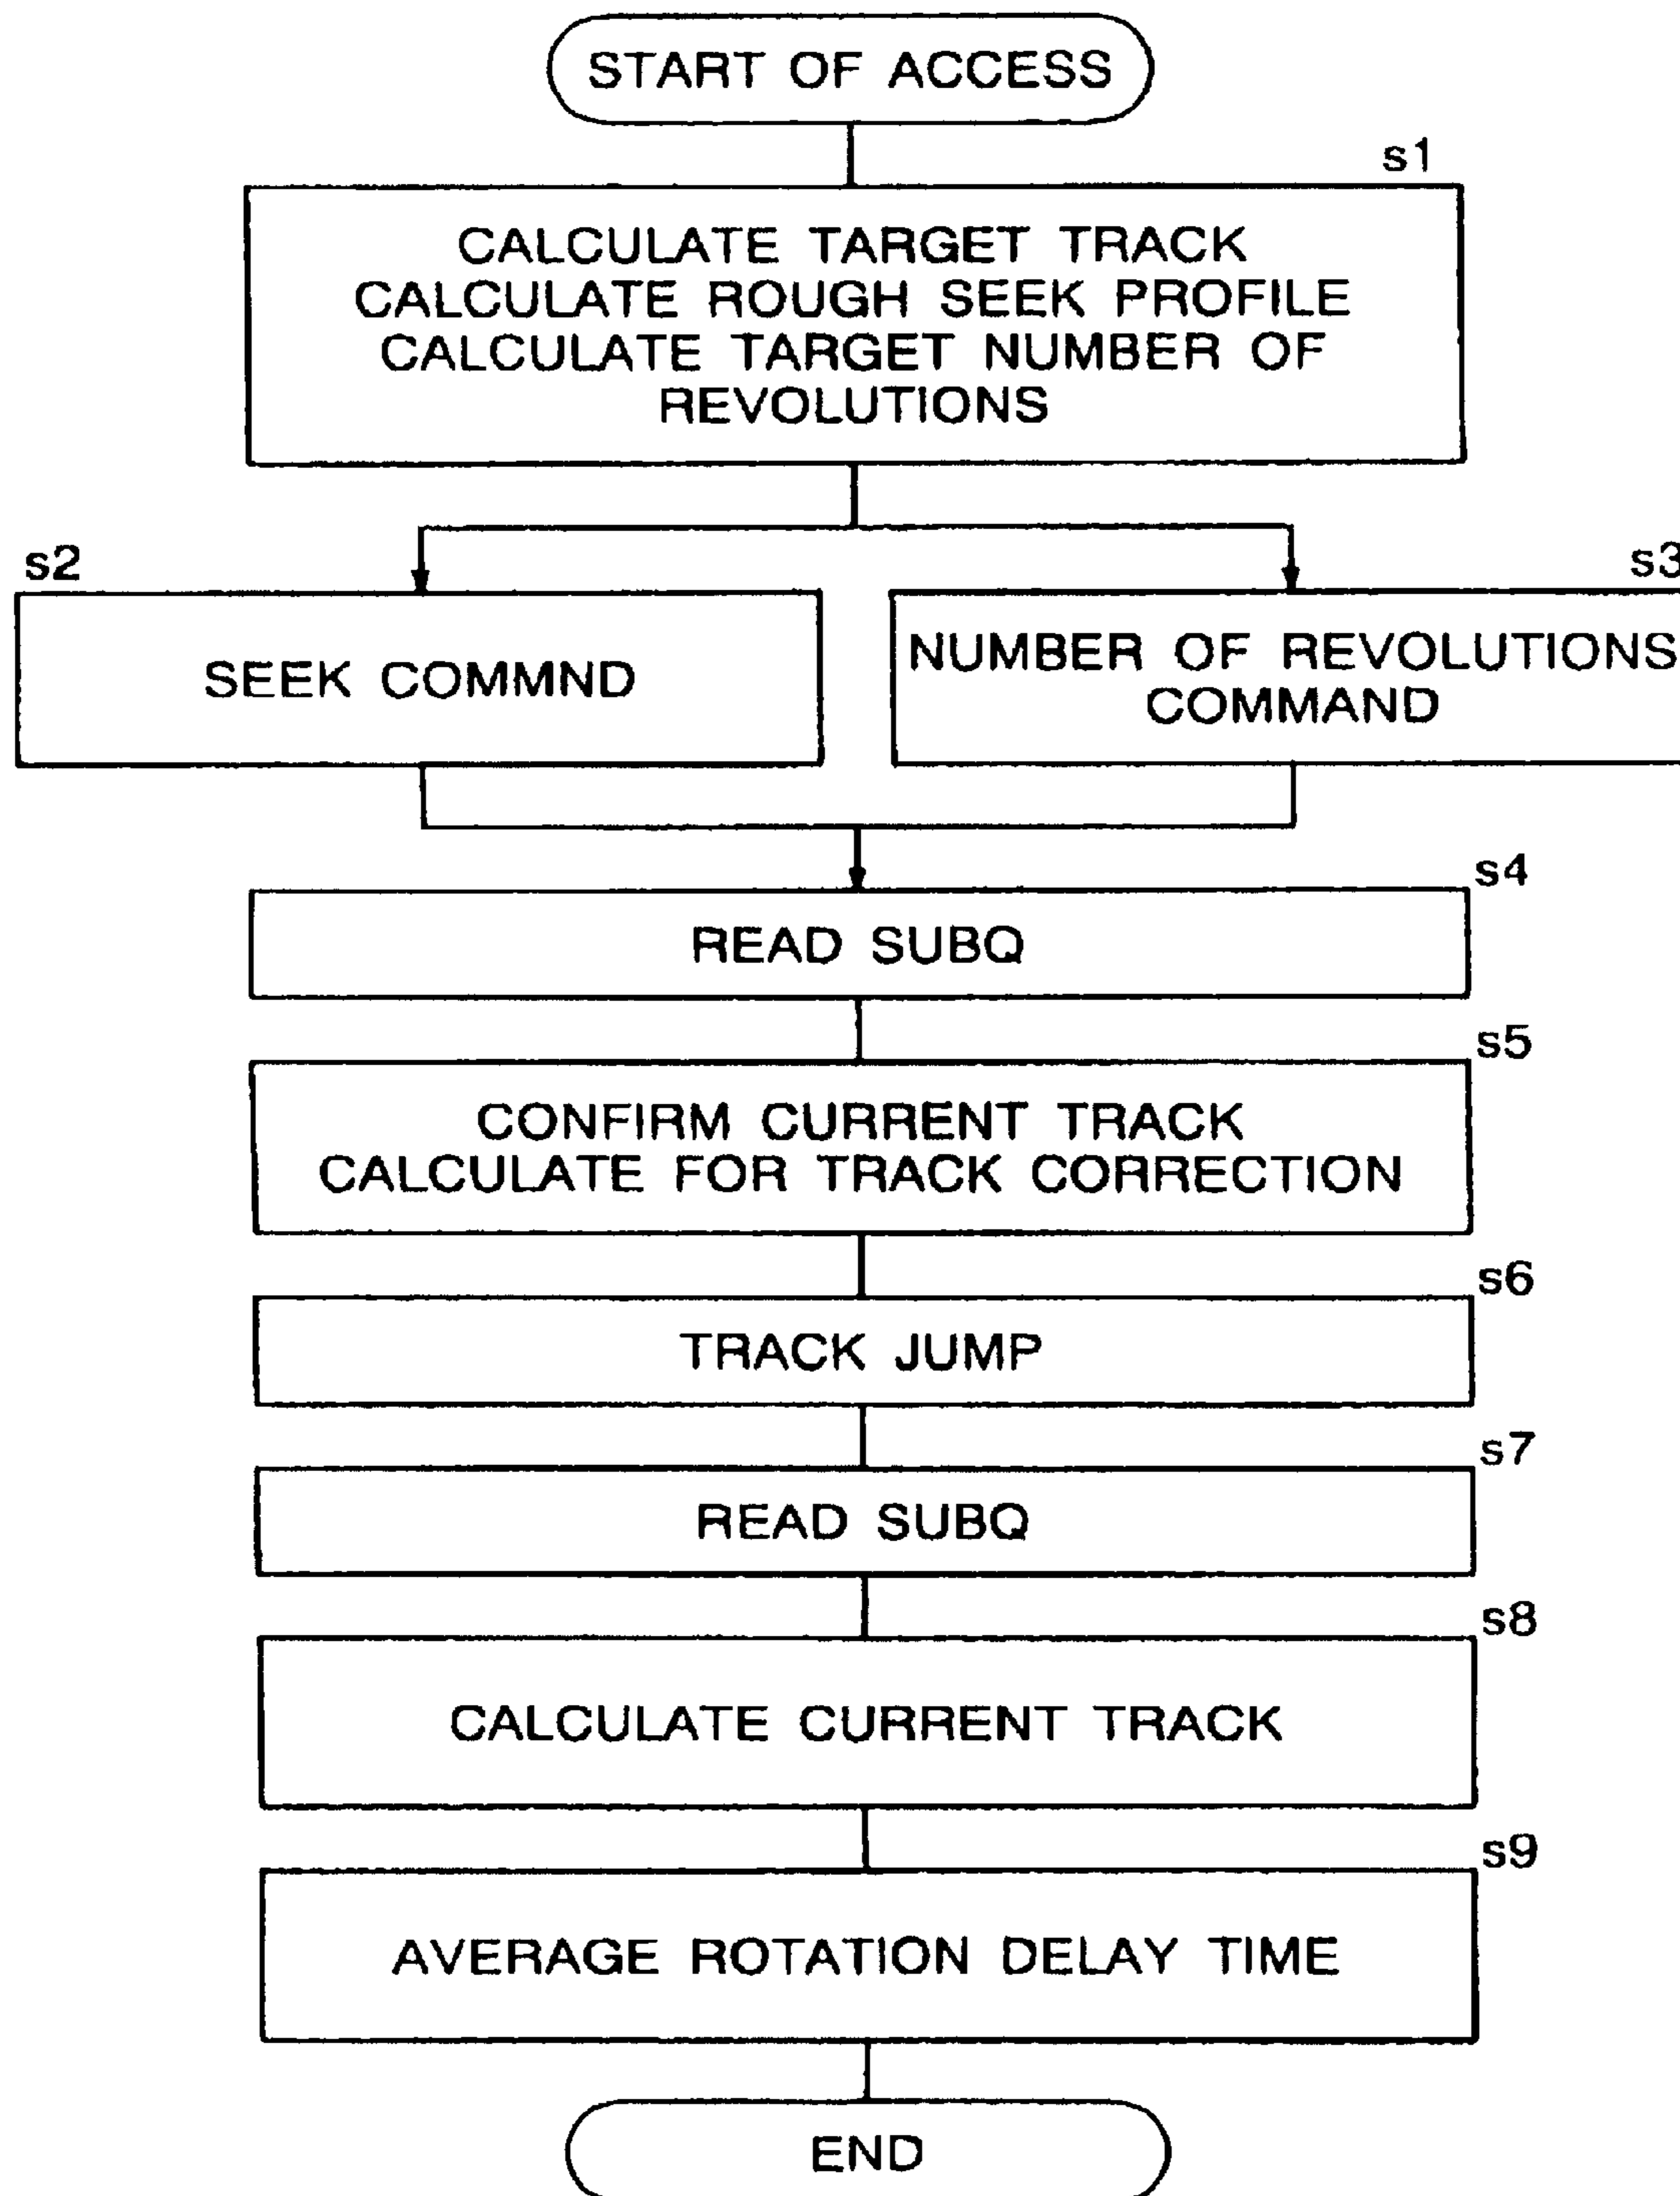 START OF ACCESS
s1
CALCULATE TARGET TRACK
CALCULATE ROUGH SEEK PROFILE
CALCULATE TARGET NUMBER OF
REVOLUTIONS
s2
SEEK COMMND
s3
NUMBER OF REVOLUTIONS
COMMAND
s4
READ SUBQ
s5
CONFIRM CURRENT TRACK
CALCULATE FOR TRACK CORRECTION
s6
TRACK JUMP
s7
READ SUBQ
s8
CALCULATE CURRENT TRACK
s9
AVERAGE ROTATION DELAY TIME
END